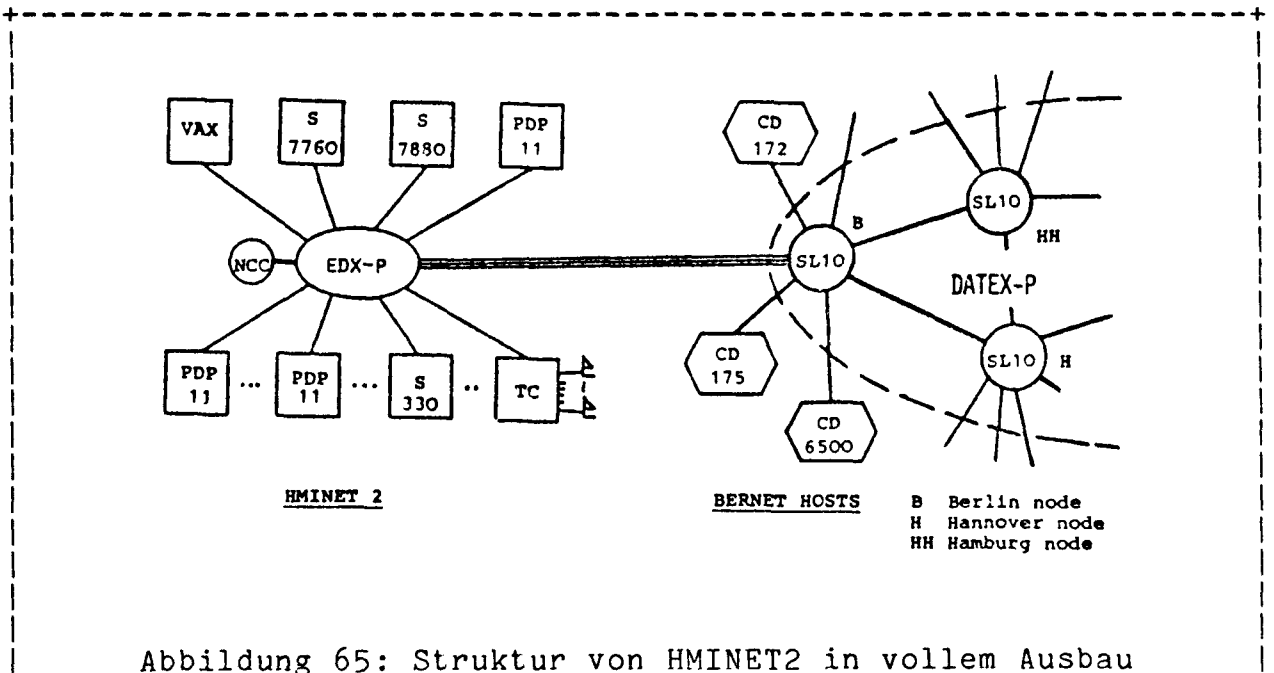 VAX
S
7760
S
7880
PDP
11
CD
172
SL10
HH
B
NCC
EDX-P
SL10
DATEX-P
PDP
11
...
PDP
11
...
S
330
..
TC
CD
175
SL10
H
CD
6500
HMINET 2
BERNET HOSTS
B Berlin node
H Hannover node
HH Hamburg node
Abbildung 65: Struktur von HMINET2 in vollem Ausbau